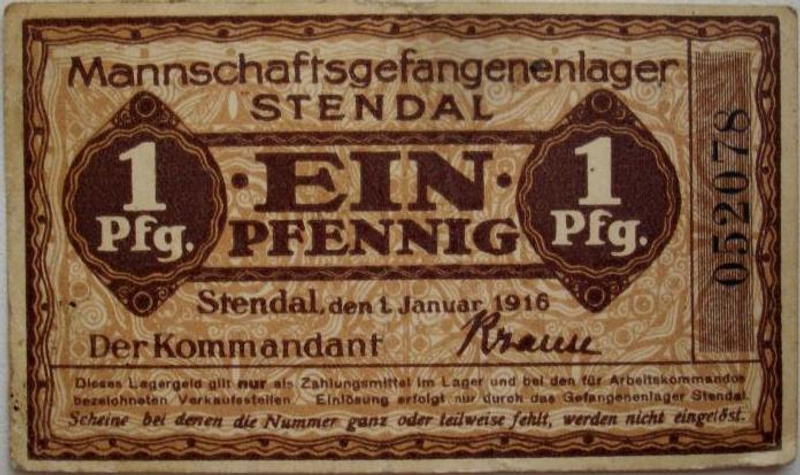 Mannschaftsgefangenenlager
STENDAL
1 Pfg.
· EIN ·
PFENNIG
1 Pfg.
052078
Stendal, den 1. Januar 1916
Der Kommandant Krause
Dieses Lagergeld gilt nur als Zahlungsmittel im Lager und bei den für Arbeitskommandos
bezeichneten Verkaufsstellen. Einlösung erfolgt nur durch das Gefangenenlager Stendal.
Scheine bei denen die Nummer ganz oder teilweise fehlt, werden nicht eingelöst.